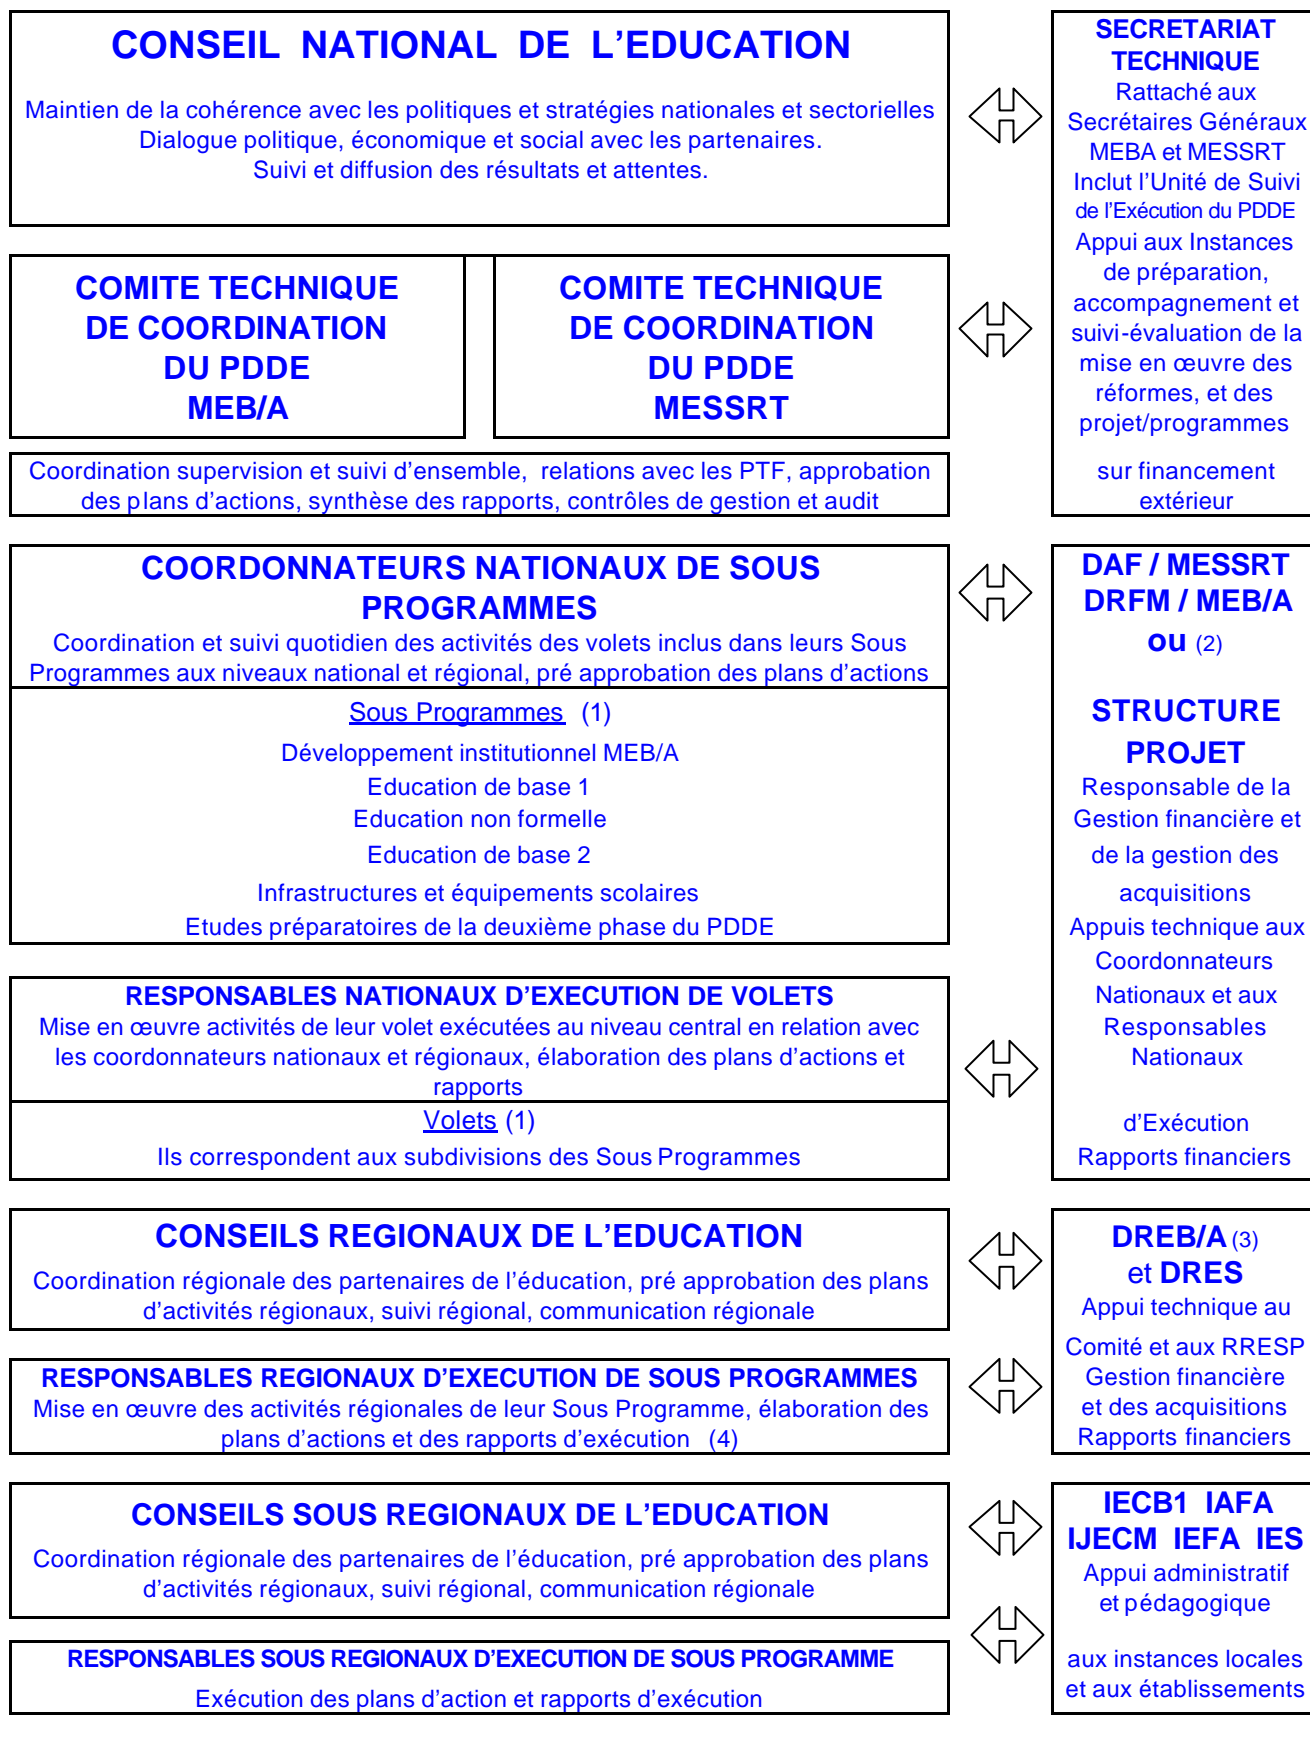 CONSEIL NATIONAL DE L’EDUCATION
Maintien de la cohérence avec les politiques et stratégies nationales et sectorielles
Dialogue politique, économique et social avec les partenaires.
Suivi et diffusion des résultats et attentes.
SECRETARIAT
TECHNIQUE
Rattaché aux
Secrétaires Généraux
MEBA et MESSRT
Inclut l’Unité de Suivi
de l’Exécution du PDDE
Appui aux Instances
de préparation,
accompagnement et
suivi-évaluation de la
mise en œuvre des
réformes, et des
projet/programmes
sur financement
extérieur
COMITE TECHNIQUE
DE COORDINATION
DU PDDE
MEB/A
COMITE TECHNIQUE
DE COORDINATION
DU PDDE
MESSRT
Coordination supervision et suivi d’ensemble, relations avec les PTF, approbation
des plans d’actions, synthèse des rapports, contrôles de gestion et audit
COORDONNATEURS NATIONAUX DE SOUS
PROGRAMMES
Coordination et suivi quotidien des activités des volets inclus dans leurs Sous
Programmes aux niveaux national et régional, pré approbation des plans d’actions
Sous Programmes (1)
Développement institutionnel MEB/A
Education de base 1
Education non formelle
Education de base 2
Infrastructures et équipements scolaires
Etudes préparatoires de la deuxième phase du PDDE
DAF / MESSRT
DRFM / MEB/A
ou (2)
STRUCTURE
PROJET
Responsable de la
Gestion financière et
de la gestion des
acquisitions
Appuis technique aux
Coordonnateurs
Nationaux et aux
Responsables
Nationaux
d’Exécution
Rapports financiers
RESPONSABLES NATIONAUX D’EXECUTION DE VOLETS
Mise en œuvre activités de leur volet exécutées au niveau central en relation avec
les coordonnateurs nationaux et régionaux, élaboration des plans d’actions et
rapports
Volets (1)
Ils correspondent aux subdivisions des Sous Programmes
CONSEILS REGIONAUX DE L’EDUCATION
Coordination régionale des partenaires de l’éducation, pré approbation des plans
d’activités régionaux, suivi régional, communication régionale
DREB/A (3)
et DRES
Appui technique au
Comité et aux RRESP
Gestion financière
et des acquisitions
Rapports financiers
RESPONSABLES REGIONAUX D’EXECUTION DE SOUS PROGRAMMES
Mise en œuvre des activités régionales de leur Sous Programme, élaboration des
plans d’actions et des rapports d’exécution (4)
CONSEILS SOUS REGIONAUX DE L’EDUCATION
Coordination régionale des partenaires de l’éducation, pré approbation des plans
d’activités régionaux, suivi régional, communication régionale
IECB1 IAFA
IJECM IEFA IES
Appui administratif
et pédagogique
aux instances locales
et aux établissements
RESPONSABLES SOUS REGIONAUX D’EXECUTION DE SOUS PROGRAMME
Exécution des plans d’action et rapports d’exécution